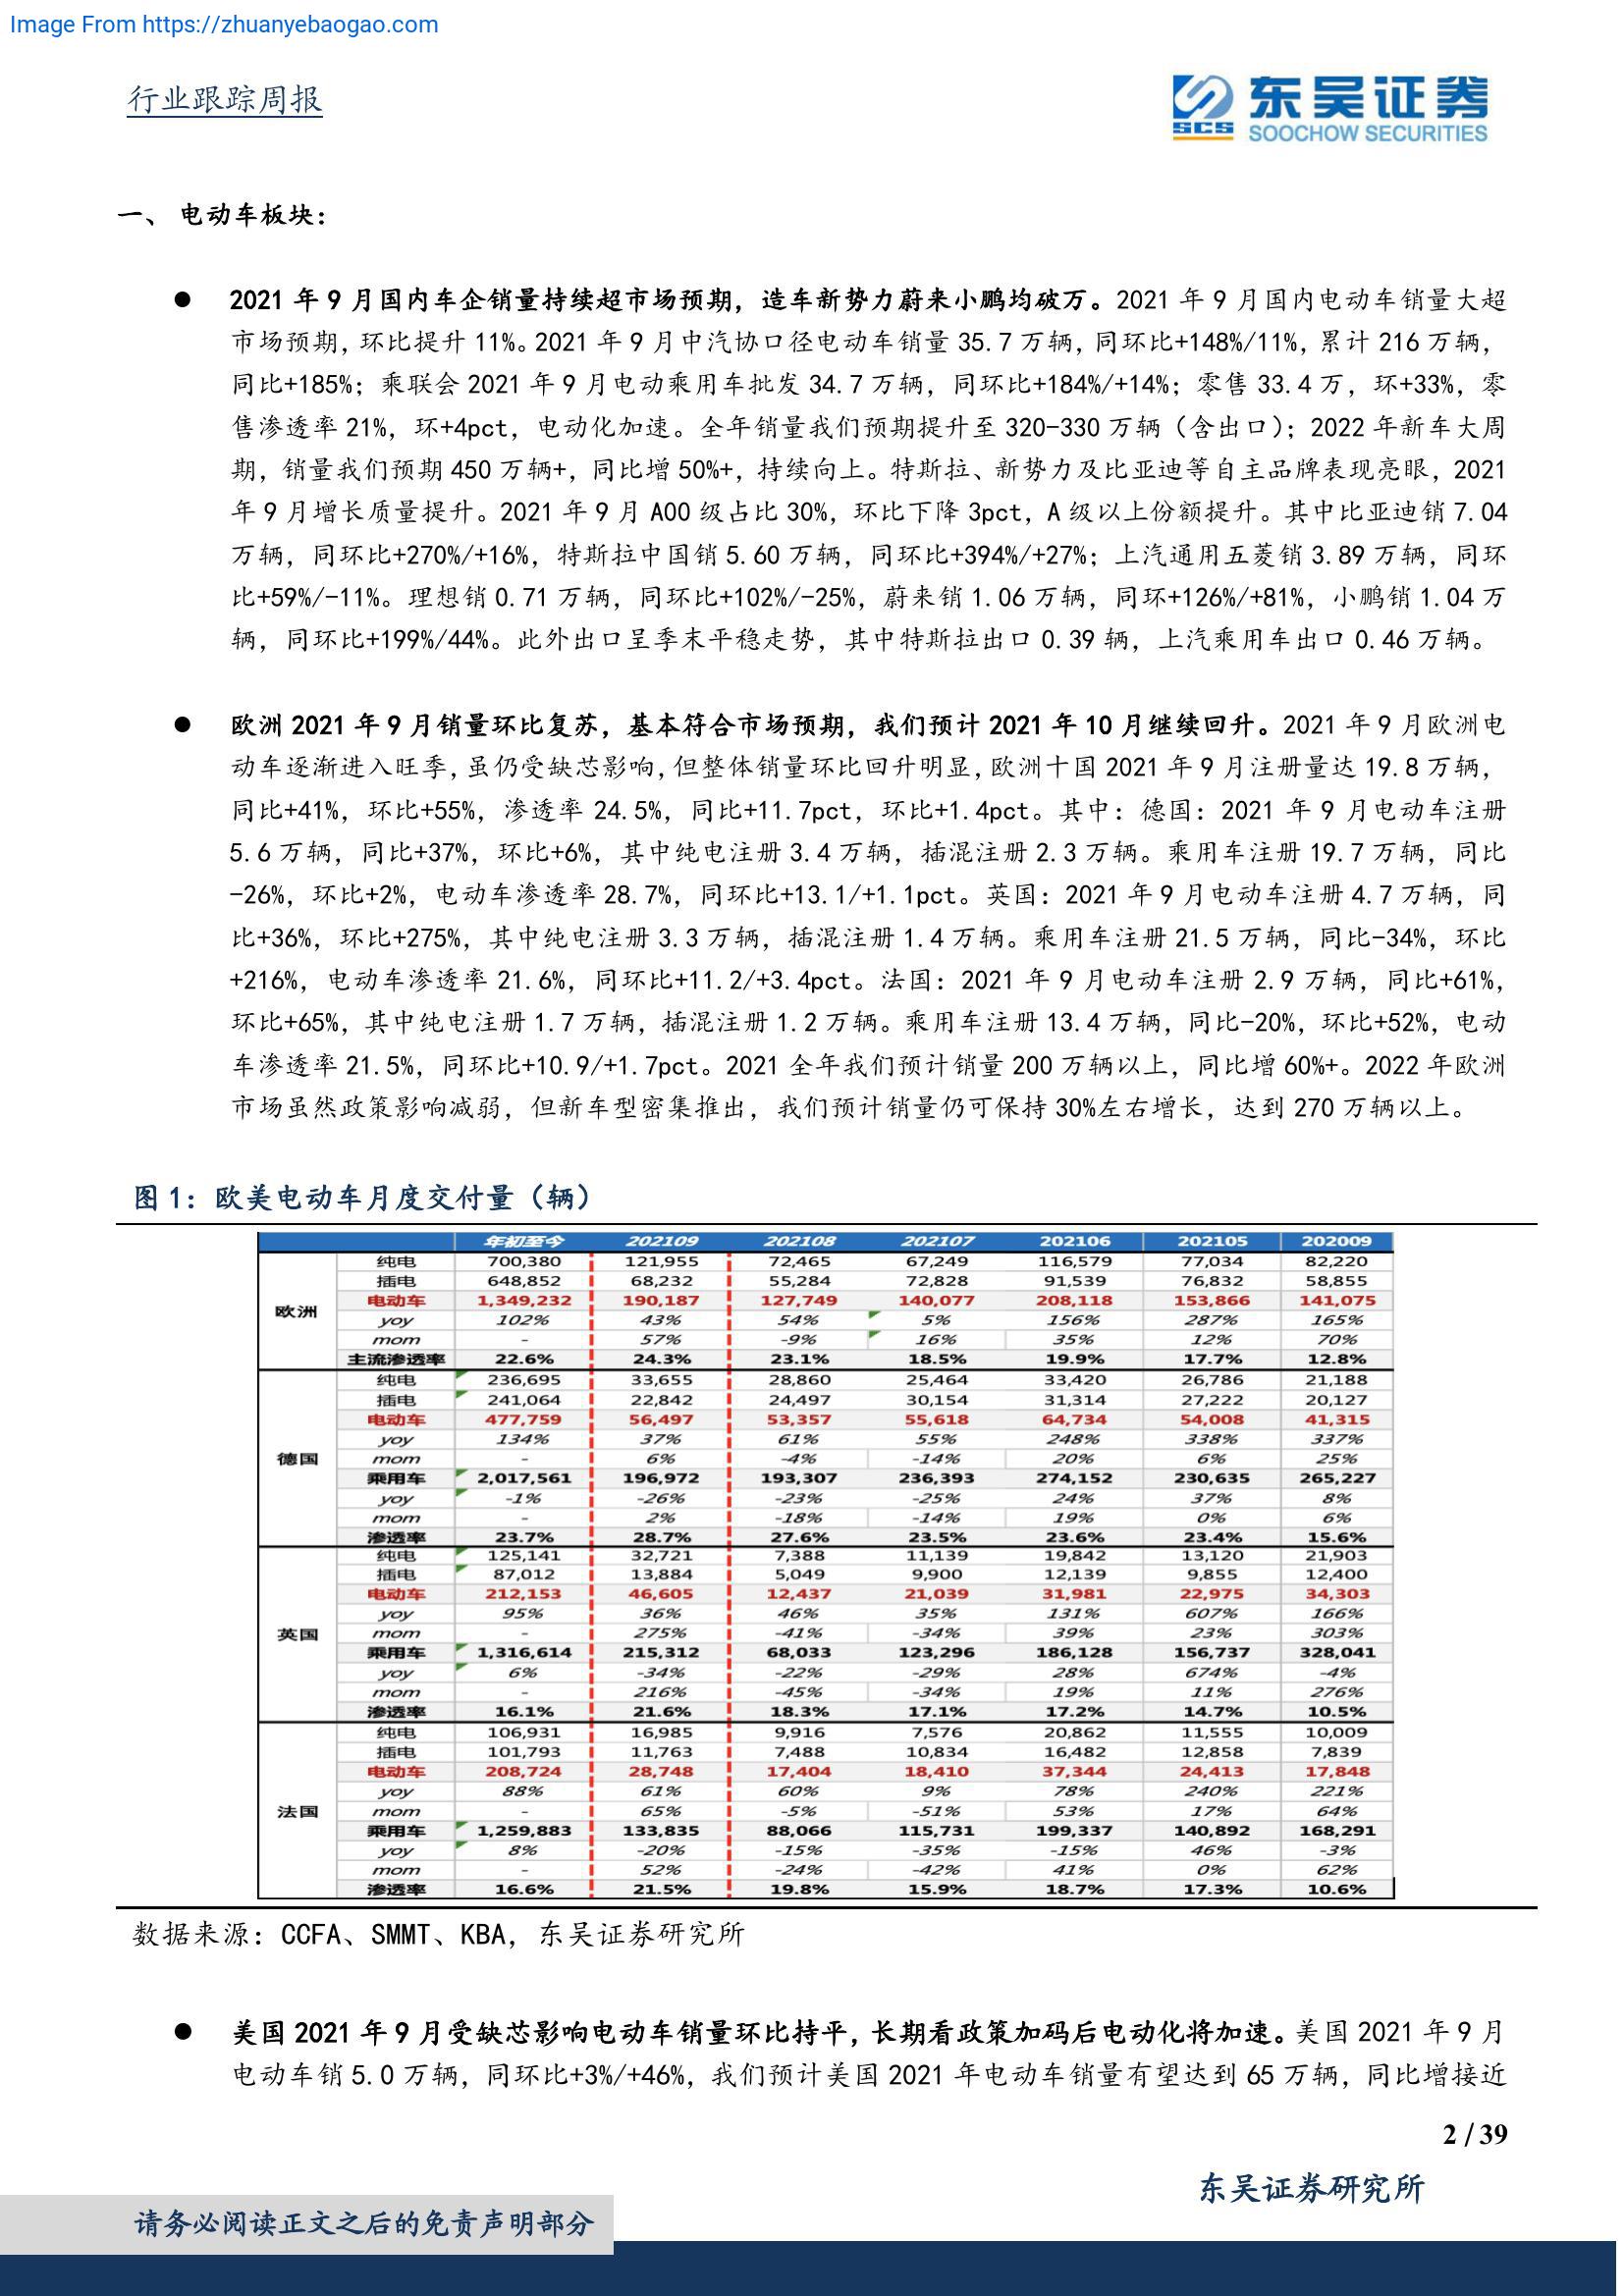 Image From https://zhuanyebaogao.com
行业跟踪周报
东吴证券
SCS
SOOCHOW SECURITIES
一、 电动车板块：
● 2021 年 9 月国内车企销量持续超市场预期，造车新势力蔚来小鹏均破万。2021 年 9 月国内电动车销量大超
市场预期，环比提升 11%。2021 年 9 月中汽协口径电动车销量 35.7 万辆，同环比+148%/11%，累计 216 万辆，
同比+185%；乘联会 2021 年 9 月电动乘用车批发 34.7 万辆，同环比+184%/+14%；零售 33.4 万，环+33%，零
售渗透率 21%，环+4pct，电动化加速。全年销量我们预期提升至 320-330 万辆（含出口）；2022 年新车大周
期，销量我们预期 450 万辆+，同比增 50%+，持续向上。特斯拉、新势力及比亚迪等自主品牌表现亮眼，2021
年 9 月增长质量提升。2021 年 9 月 A00 级占比 30%，环比下降 3pct，A 级以上份额提升。其中比亚迪销 7.04
万辆，同环比+270%/+16%，特斯拉中国销 5.60 万辆，同环比+394%/+27%；上汽通用五菱销 3.89 万辆，同环
比+59%/-11%。理想销 0.71 万辆，同环比+102%/-25%，蔚来销 1.06 万辆，同环+126%/+81%，小鹏销 1.04 万
辆，同环比+199%/44%。此外出口呈季末平稳走势，其中特斯拉出口 0.39 辆，上汽乘用车出口 0.46 万辆。
● 欧洲 2021 年 9 月销量环比复苏，基本符合市场预期，我们预计 2021 年 10 月继续回升。2021 年 9 月欧洲电
动车逐渐进入旺季，虽仍受缺芯影响，但整体销量环比回升明显，欧洲十国 2021 年 9 月注册量达 19.8 万辆，
同比+41%，环比+55%，渗透率 24.5%，同比+11.7pct，环比+1.4pct。其中：德国：2021 年 9 月电动车注册
5.6 万辆，同比+37%，环比+6%，其中纯电注册 3.4 万辆，插混注册 2.3 万辆。乘用车注册 19.7 万辆，同比
-26%，环比+2%，电动车渗透率 28.7%，同环比+13.1/+1.1pct。英国：2021 年 9 月电动车注册 4.7 万辆，同
比+36%，环比+275%，其中纯电注册 3.3 万辆，插混注册 1.4 万辆。乘用车注册 21.5 万辆，同比-34%，环比
+216%，电动车渗透率 21.6%，同环比+11.2/+3.4pct。法国：2021 年 9 月电动车注册 2.9 万辆，同比+61%，
环比+65%，其中纯电注册 1.7 万辆，插混注册 1.2 万辆。乘用车注册 13.4 万辆，同比-20%，环比+52%，电动
车渗透率 21.5%，同环比+10.9/+1.7pct。2021 全年我们预计销量 200 万辆以上，同比增 60%+。2022 年欧洲
市场虽然政策影响减弱，但新车型密集推出，我们预计销量仍可保持 30%左右增长，达到 270 万辆以上。
图 1：欧美电动车月度交付量（辆）
年初至今 202109 202108 202107 202106 202105 202009
欧洲
纯电 700,380 121,955 72,465 67,249 116,579 77,034 82,220
插电 648,852 68,232 55,284 72,828 91,539 76,832 58,855
电动车 1,349,232 190,187 127,749 140,077 208,118 153,866 141,075
yoy 102% 43% 54% 5% 156% 287% 165%
mom - 57% -9% 16% 35% 12% 70%
主流渗透率 22.6% 24.3% 23.1% 18.5% 19.9% 17.7% 12.8%
德国
纯电 236,695 33,655 28,860 25,464 33,420 26,786 21,188
插电 241,064 22,842 24,497 30,154 31,314 27,222 20,127
电动车 477,759 56,497 53,357 55,618 64,734 54,008 41,315
yoy 134% 37% 61% 55% 248% 338% 337%
mom - 6% -4% -14% 20% 6% 25%
乘用车 2,017,561 196,972 193,307 236,393 274,152 230,635 265,227
yoy -1% -26% -23% -25% 24% 37% 8%
mom - 2% -18% -14% 19% 0% 6%
渗透率 23.7% 28.7% 27.6% 23.5% 23.6% 23.4% 15.6%
英国
纯电 125,141 32,721 7,388 11,139 19,842 13,120 21,903
插电 87,012 13,884 5,049 9,900 12,139 9,855 12,400
电动车 212,153 46,605 12,437 21,039 31,981 22,975 34,303
yoy 95% 36% 46% 35% 131% 607% 166%
mom - 275% -41% -34% 39% 23% 303%
乘用车 1,316,614 215,312 68,033 123,296 186,128 156,737 328,041
yoy 6% -34% -22% -29% 28% 674% -4%
mom - 216% -45% -34% 19% 11% 276%
渗透率 16.1% 21.6% 18.3% 17.1% 17.2% 14.7% 10.5%
法国
纯电 106,931 16,985 9,916 7,576 20,862 11,555 10,009
插电 101,793 11,763 7,488 10,834 16,482 12,858 7,839
电动车 208,724 28,748 17,404 18,410 37,344 24,413 17,848
yoy 88% 61% 60% 9% 78% 240% 221%
mom - 65% -5% -51% 53% 17% 64%
乘用车 1,259,883 133,835 88,066 115,731 199,337 140,892 168,291
yoy 8% -20% -15% -35% -15% 46% -3%
mom - 52% -24% -42% 41% 0% 62%
渗透率 16.6% 21.5% 19.8% 15.9% 18.7% 17.3% 10.6%
数据来源：CCFA、SMMT、KBA，东吴证券研究所
● 美国 2021 年 9 月受缺芯影响电动车销量环比持平，长期看政策加码后电动化将加速。美国 2021 年 9 月
电动车销 5.0 万辆，同环比+3%/+46%，我们预计美国 2021 年电动车销量有望达到 65 万辆，同比增接近
2 / 39
东吴证券研究所
请务必阅读正文之后的免责声明部分